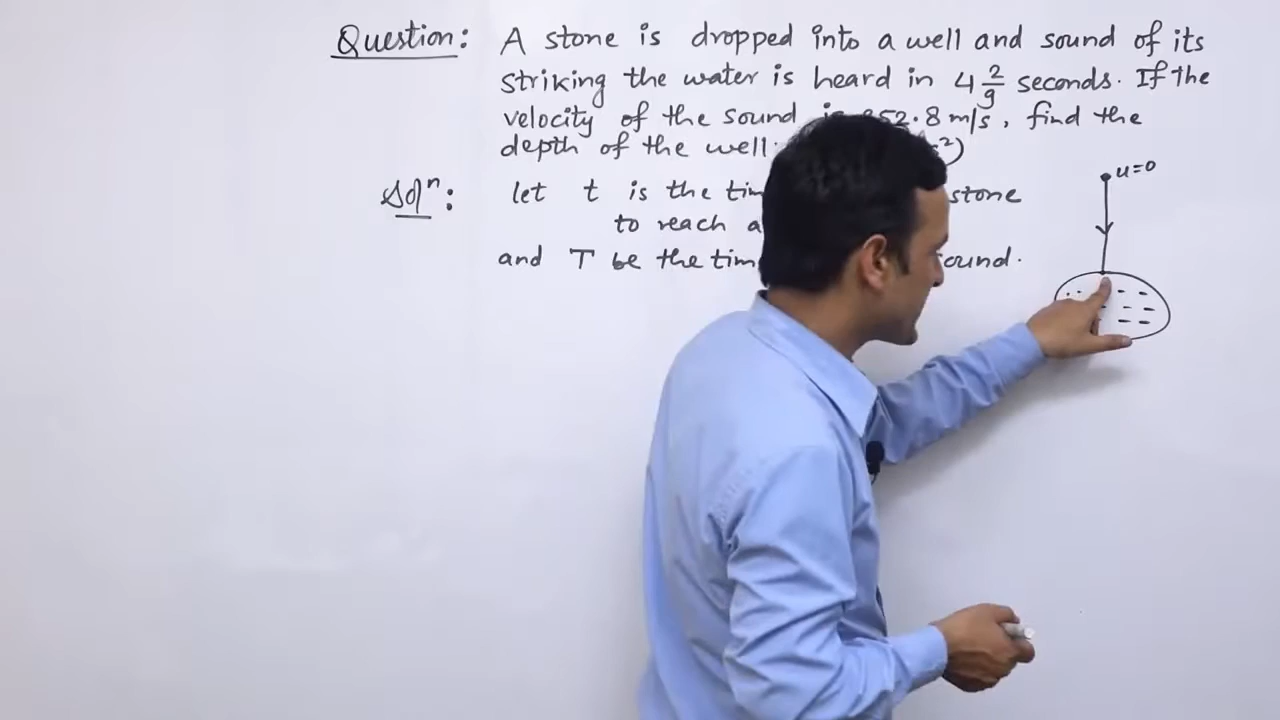 Question: A stone is dropped into a well and sound of its
striking the water is heard in 4 2/9 seconds. If the
velocity of the sound 52.8 m/s, find the
depth of the well.
Solⁿ: let t is the stone
to reach
and T be the sound.
u=0